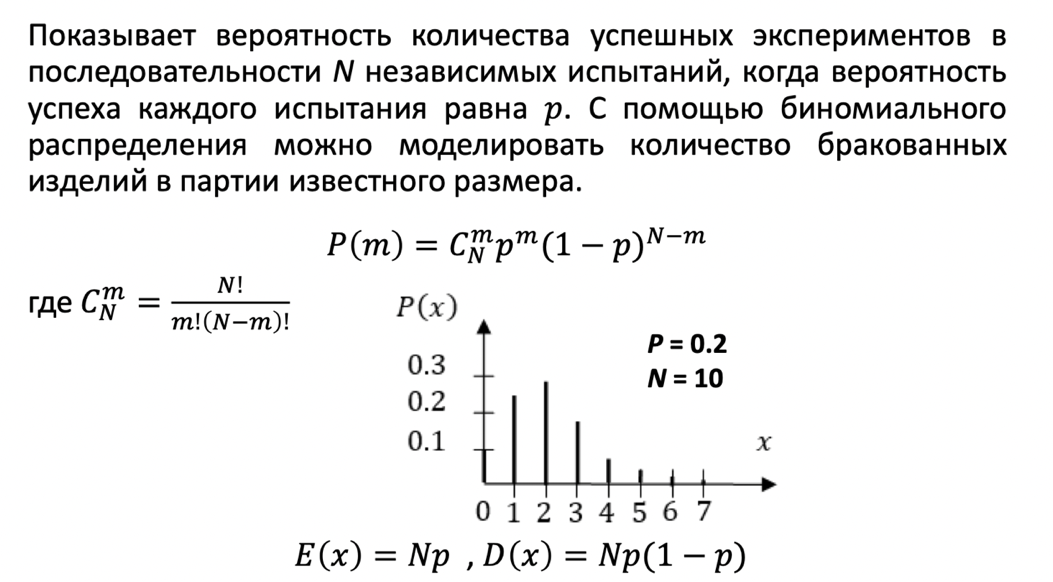 Показывает вероятность количества успешных экспериментов в
последовательности N независимых испытаний, когда вероятность
успеха каждого испытания равна p. С помощью биномиального
распределения можно моделировать количество бракованных
изделий в партии известного размера.
P(m) = C_N^m p^m (1 − p)^{N−m}
где C_N^m = N! / m!(N−m)!
P(x)
P = 0.2
0.3
N = 10
0.2
0.1
x
0 1 2 3 4 5 6 7
E(x) = Np , D(x) = Np(1 − p)